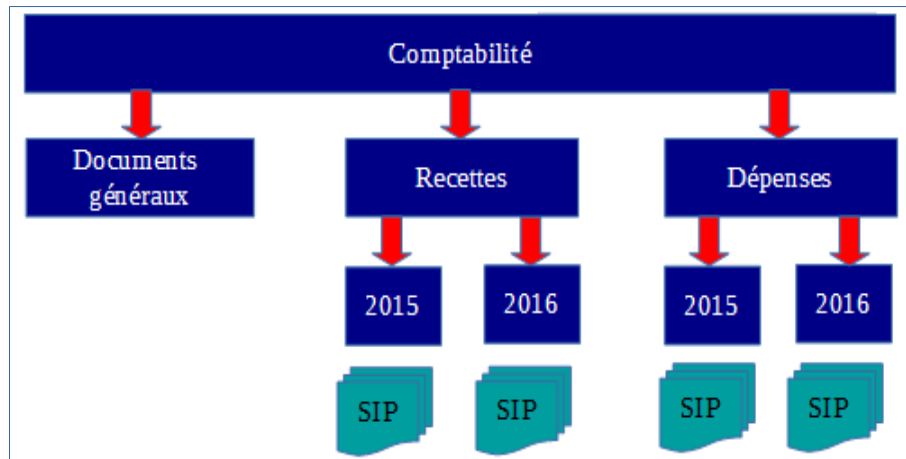 Comptabilité
Documents
généraux
Recettes
Dépenses
2015
2016
2015
2016
SIP
SIP
SIP
SIP